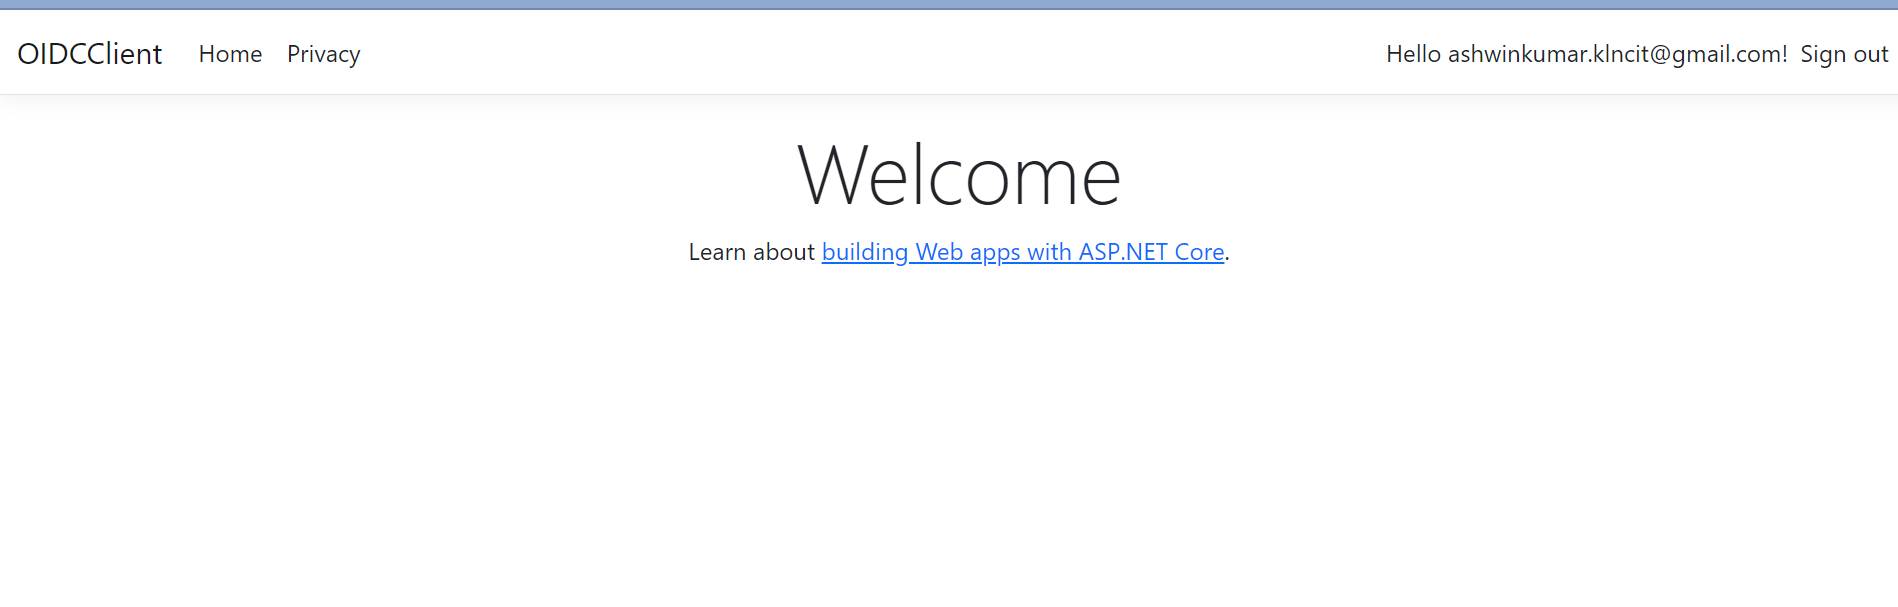 OIDCClient Home Privacy Hello ashwinkumar.klncit@gmail.com! Sign out
Welcome
Learn about building Web apps with ASP.NET Core.